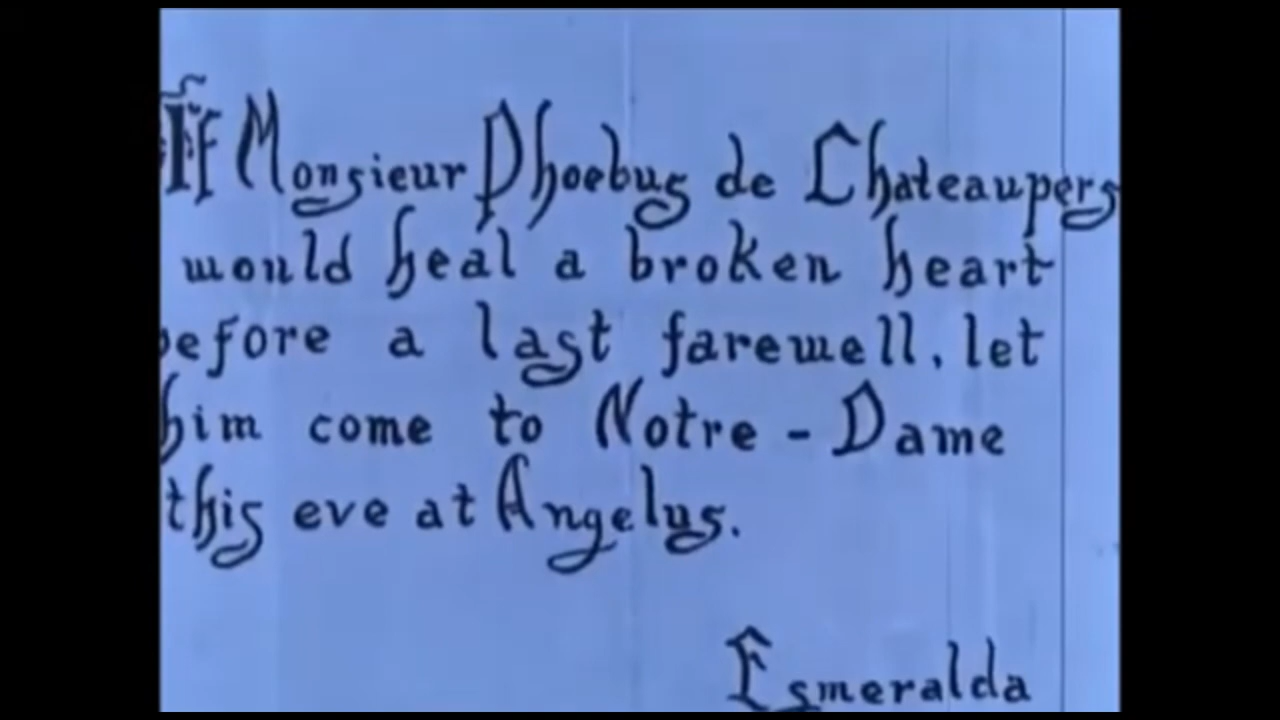 If Monsieur Phoebus de Chateaupers
would heal a broken heart
before a last farewell, let
him come to Notre - Dame
this eve at Angelus.
Esmeralda